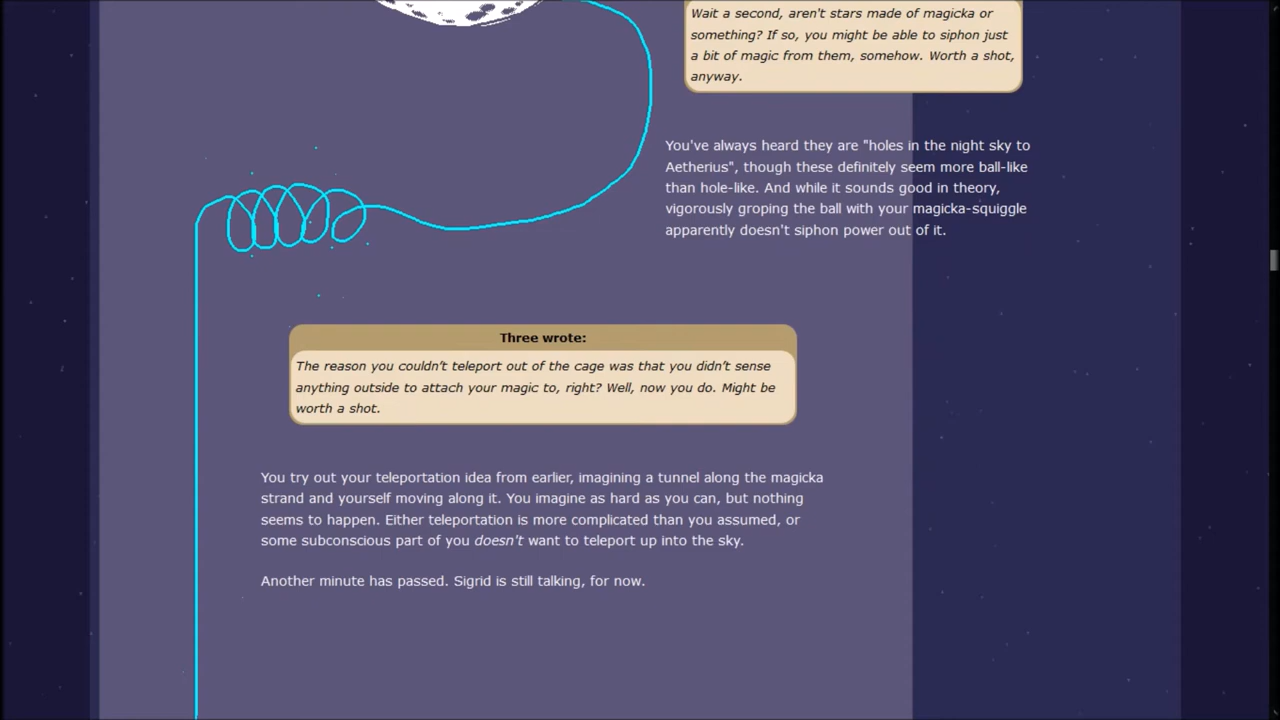 Wait a second, aren't stars made of magicka or
something? If so, you might be able to siphon just
a bit of magic from them, somehow. Worth a shot,
anyway.
You've always heard they are "holes in the night sky to
Aetherius", though these definitely seem more ball-like
than hole-like. And while it sounds good in theory,
vigorously groping the ball with your magicka-squiggle
apparently doesn't siphon power out of it.
Three wrote:
The reason you couldn't teleport out of the cage was that you didn't sense
anything outside to attach your magic to, right? Well, now you do. Might be
worth a shot.
You try out your teleportation idea from earlier, imagining a tunnel along the magicka
strand and yourself moving along it. You imagine as hard as you can, but nothing
seems to happen. Either teleportation is more complicated than you assumed, or
some subconscious part of you doesn't want to teleport up into the sky.
Another minute has passed. Sigrid is still talking, for now.